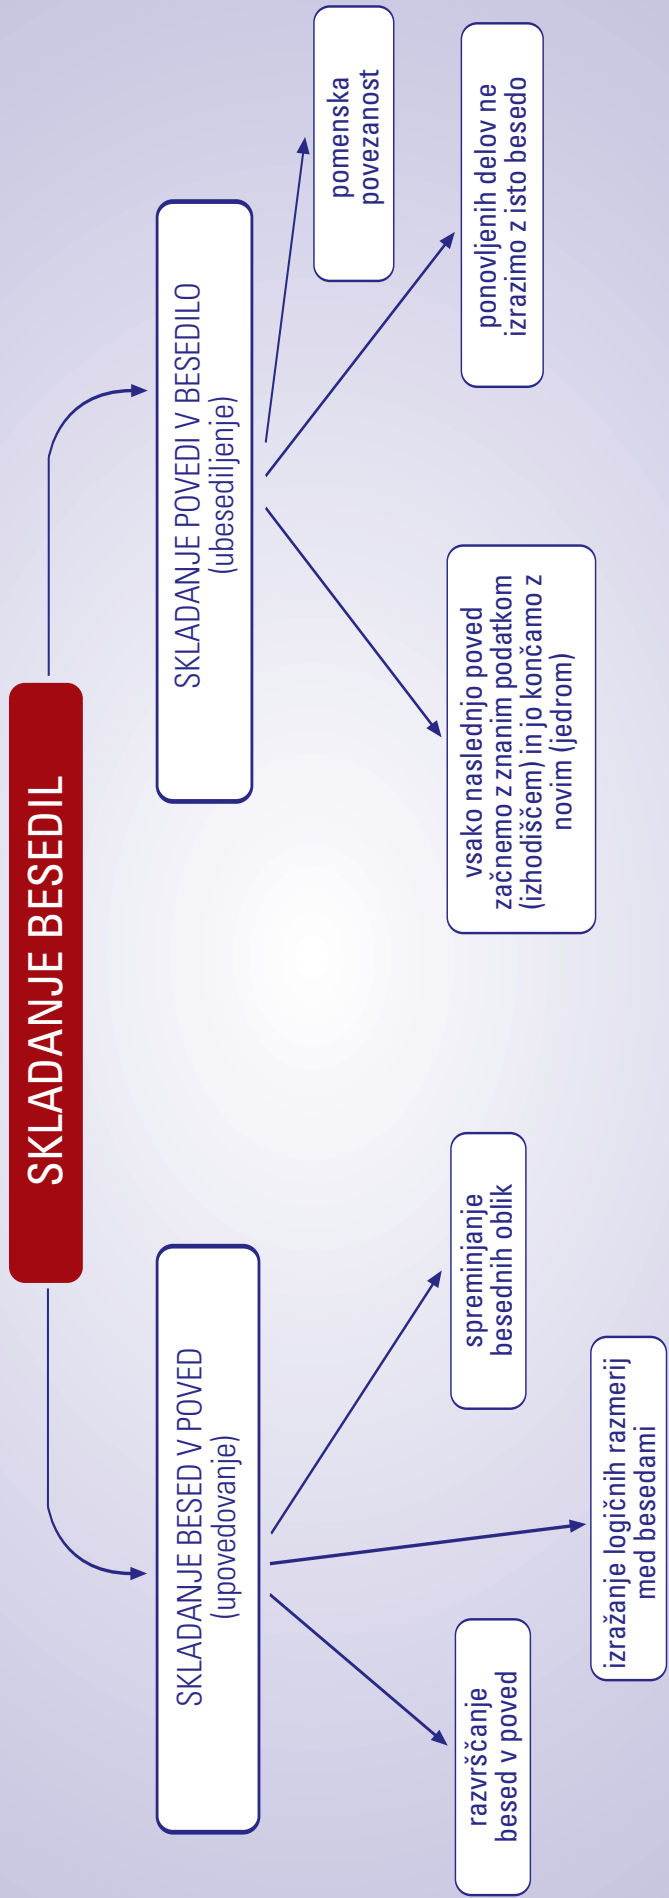 SKLADANJE BESEDIL
SKLADANJE BESED V POVED
(upovedovanje)
razvrščanje
besed v poved
izražanje logičnih razmerij
med besedami
spreminjanje
besednih oblik
SKLADANJE POVEDI V BESEDILO
(ubesediljenje)
vsako naslednjo poved
začnemo z znanim podatkom
(izhodiščem) in jo končamo z
novim (jedrom)
ponovljenih delov ne
izrazimo z isto besedo
pomenska
povezanost